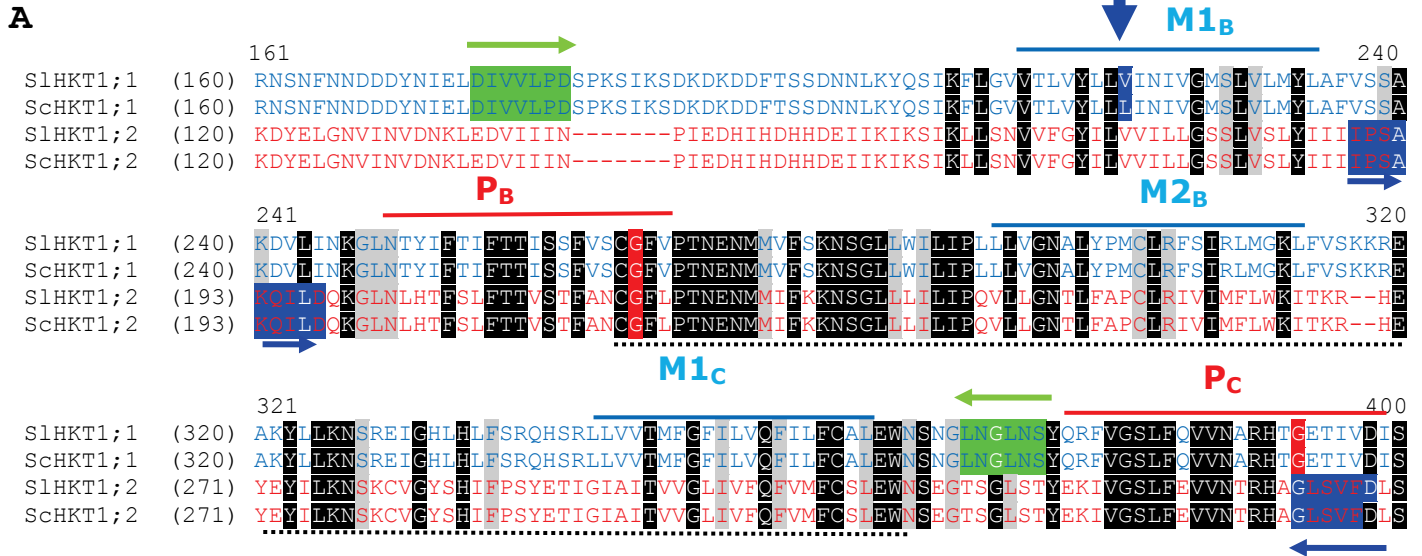 A
M1B
161 240
SlHKT1;1 (160) RNSNFNNDDDYNIELDIVVLPDSPKSIKSDKDKDDFTSSDNNLKYQSIKFLGVVTLVYLLVINIVGMSLVLMYLAFVSSA
ScHKT1;1 (160) RNSNFNNDDDYNIELDIVVLPDSPKSIKSDKDKDDFTSSDNNLKYQSIKFLGVVTLVYLLLINIVGMSLVLMYLAFVSSA
SlHKT1;2 (120) KDYELGNVINVDNKLEDVIIIN-------PIEDHIHDHHDEIIKIKSIKLLSNVVFGYILVVILLGSSLVSLYIIIIPSA
ScHKT1;2 (120) KDYELGNVINVDNKLEDVIIIN-------PIEDHIHDHHDEIIKIKSIKLLSNVVFGYILVVILLGSSLVSLYIIIIPSA
PB M2B
241 320
SlHKT1;1 (240) KDVLINKGLNTYIFTIFTTISSFVSCGFVPTNENMMVFSKNSGLLWILIPLLLVGNALYPMCLRFSIRLMGKLFVSKKRE
ScHKT1;1 (240) KDVLINKGLNTYIFTIFTTISSFVSCGFVPTNENMMVFSKNSGLLWILIPLLLVGNALYPMCLRFSIRLMGKLFVSKKRE
SlHKT1;2 (193) KQILDQKGLNLHTFSLFTTVSTFANCGFLPTNENMMIFKKNSGLLLILIPQVLLGNTLFAPCLRIVIMFLWKITKR--HE
ScHKT1;2 (193) KQILDQKGLNLHTFSLFTTVSTFANCGFLPTNENMMIFKKNSGLLLILIPQVLLGNTLFAPCLRIVIMFLWKITKR--HE
M1C PC
321 400
SlHKT1;1 (320) AKYLLKNSREIGHLHLFSRQHSRLLVVTMFGFILVQFILFCALEWNSNGLNGLNSYQRFVGSLFQVVNARHTGETIVDIS
ScHKT1;1 (320) AKYLLKNSREIGHLHLFSRQHSRLLVVTMFGFILVQFILFCALEWNSNGLNGLNSYQRFVGSLFQVVNARHTGETIVDIS
SlHKT1;2 (271) YEYILKNSKCVGYSHIFPSYETIGIAITVVGLIVFQFVMFCSLEWNSEGTSGLSTYEKIVGSLFEVVNTRHAGLSVFDLS
ScHKT1;2 (271) YEYILKNSKCVGYSHIFPSYETIGIAITVVGLIVFQFVMFCSLEWNSEGTSGLSTYEKIVGSLFEVVNTRHAGLSVFDLS